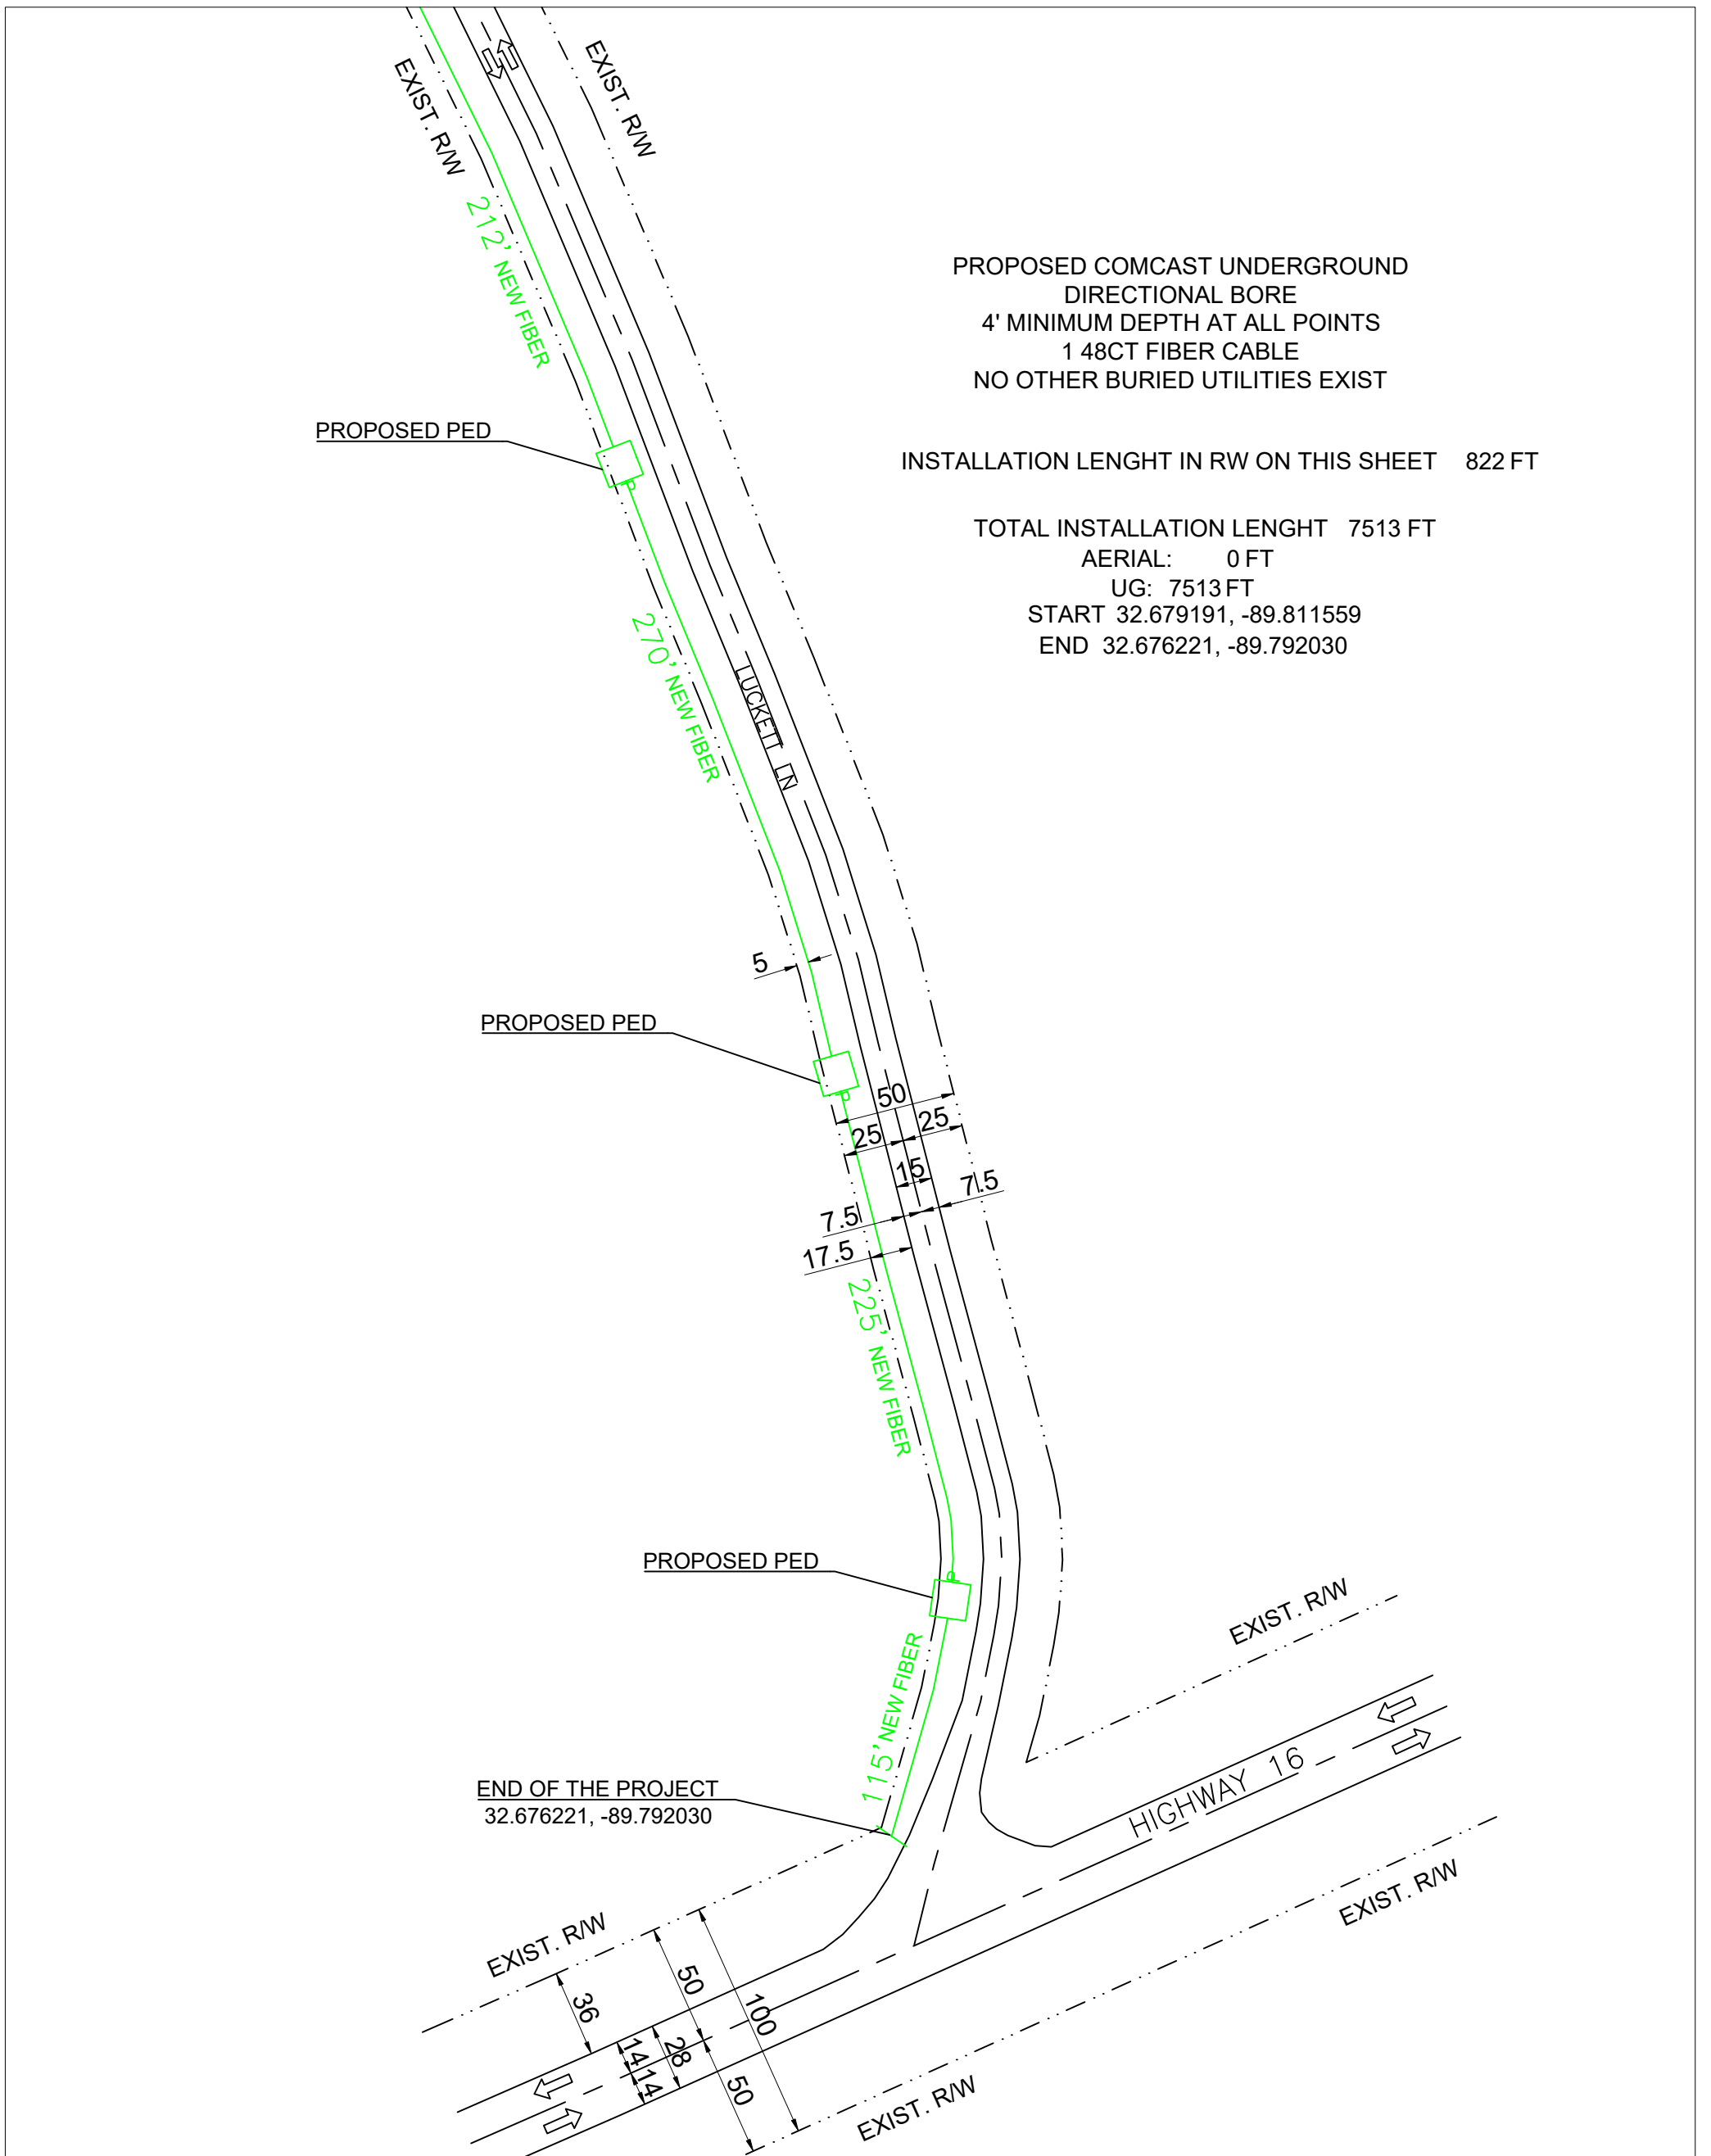 EXIST. R/W
EXIST. R/W
212' NEW FIBER
PROPOSED COMCAST UNDERGROUND
DIRECTIONAL BORE
4' MINIMUM DEPTH AT ALL POINTS
1 48CT FIBER CABLE
NO OTHER BURIED UTILITIES EXIST
PROPOSED PED
P
INSTALLATION LENGHT IN RW ON THIS SHEET 822 FT
TOTAL INSTALLATION LENGHT 7513 FT
AERIAL: 0 FT
UG: 7513 FT
START 32.679191, -89.811559
END 32.676221, -89.792030
270' NEW FIBER
LUCKETT LN
5
PROPOSED PED
P
50
25
25
15
7.5
7.5
17.5
225' NEW FIBER
PROPOSED PED
P
EXIST. R/W
115' NEW FIBER
HIGHWAY 16
END OF THE PROJECT
32.676221, -89.792030
EXIST. R/W
EXIST. R/W
36
50
100
14
28
14
50
EXIST. R/W